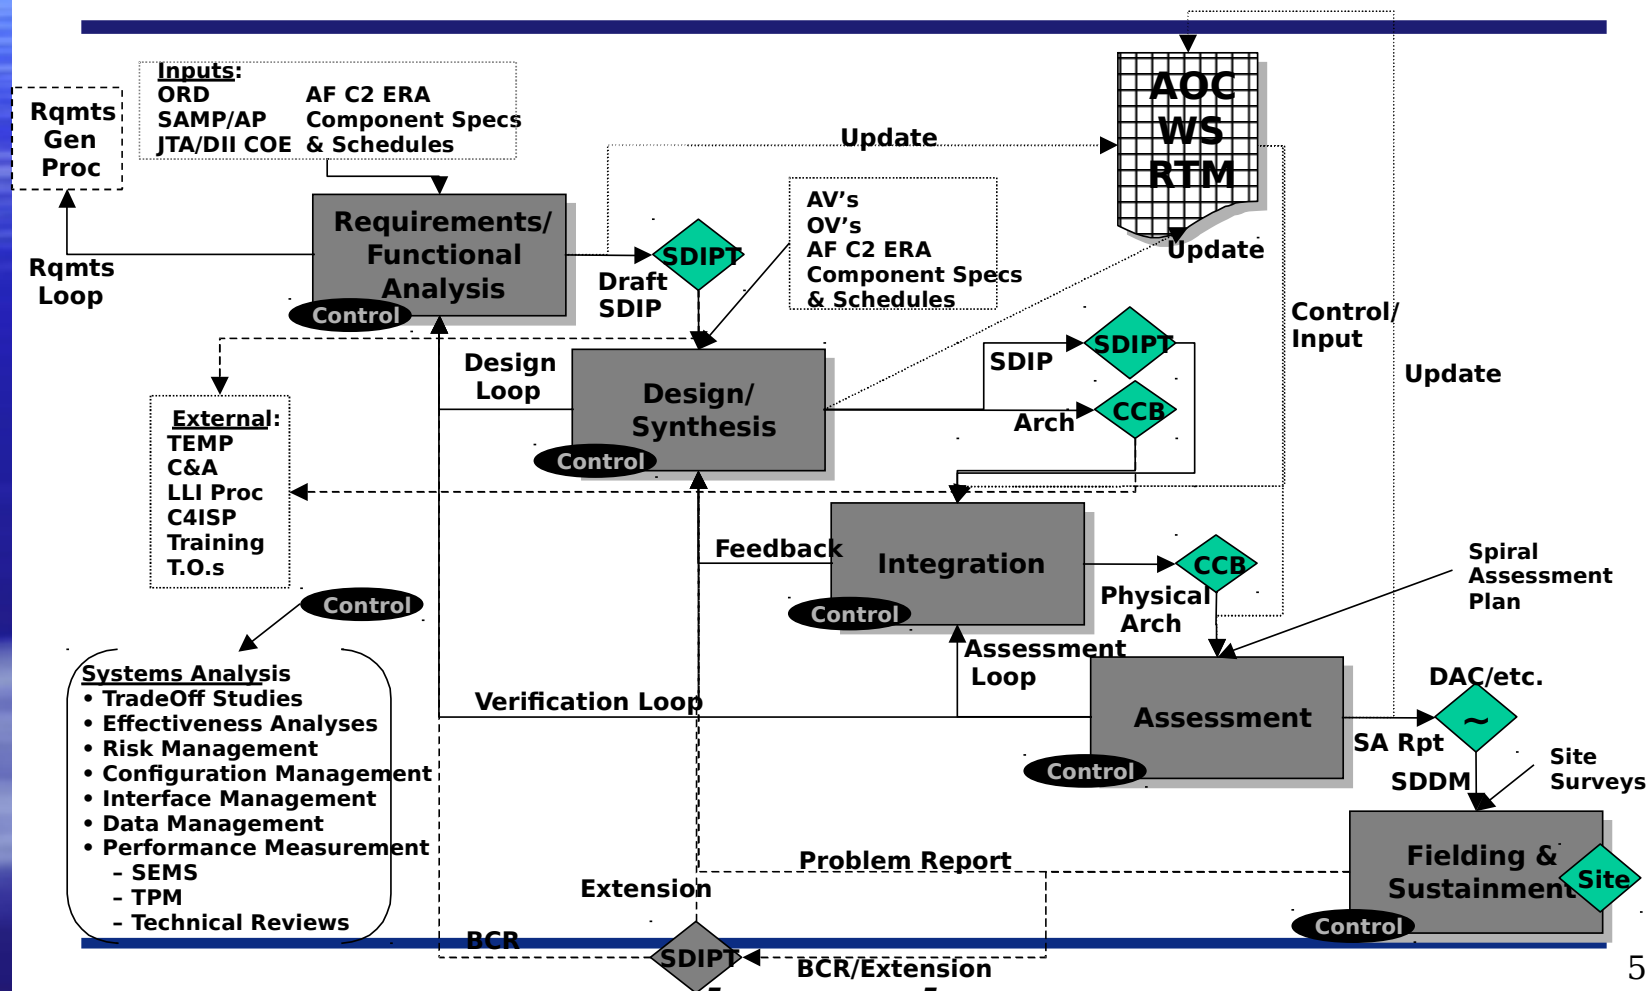 Inputs:
ORD AF C2 ERA
SAMP/AP Component Specs
JTA/DII COE & Schedules
Rqmts
Gen
Proc
AOC
WS
RTM
Update
Requirements/
Functional
Analysis
Control
Rqmts
Loop
SDIPT
Draft
SDIP
AV’s
OV’s
AF C2 ERA
Component Specs
& Schedules
Update
Control/
Input
Update
Design
Loop
Design/
Synthesis
Control
SDIP
SDIPT
Arch
CCB
External:
TEMP
C&A
LLI Proc
C4ISP
Training
T.O.s
Feedback
Integration
Control
CCB
Physical
Arch
Spiral
Assessment
Plan
Control
Systems Analysis
• TradeOff Studies
• Effectiveness Analyses
• Risk Management
• Configuration Management
• Interface Management
• Data Management
• Performance Measurement
– SEMS
– TPM
– Technical Reviews
Assessment
Loop
Verification Loop
Assessment
Control
DAC/etc.
~
SA Rpt
SDDM
Site
Surveys
Fielding &
Sustainment
Site
Control
Problem Report
Extension
BCR
SDIPT
BCR/Extension
5